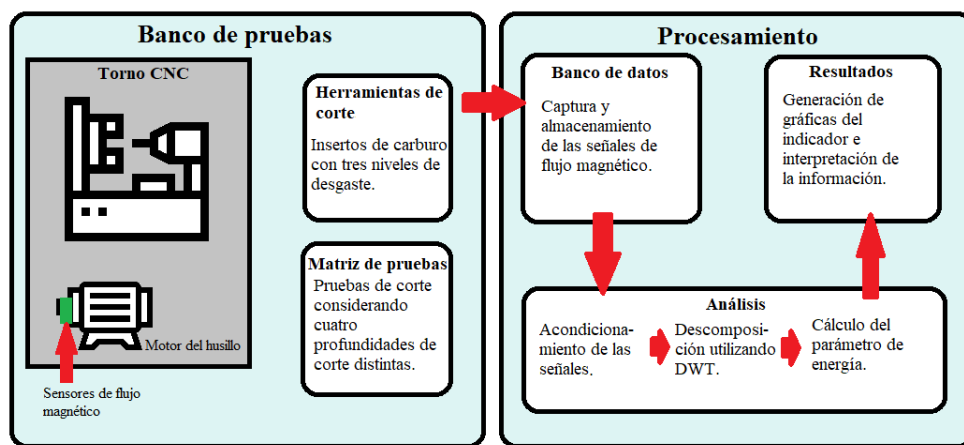 Banco de pruebas
Torno CNC
Motor del husillo
Sensores de flujo
magnético
Herramientas de
corte
Insertos de carburo
con tres niveles de
desgaste.
Matriz de pruebas
Pruebas de corte
considerando
cuatro
profundidades de
corte distintas.
Procesamiento
Banco de datos
Captura y
almacenamiento
de las señales de
flujo magnético.
Resultados
Generación de
gráficas del
indicador e
interpretación de
la información.
Análisis
Acondiciona-
miento de las
señales.
Descomposi-
ción utilizando
DWT.
Cálculo del
parámetro de
energía.